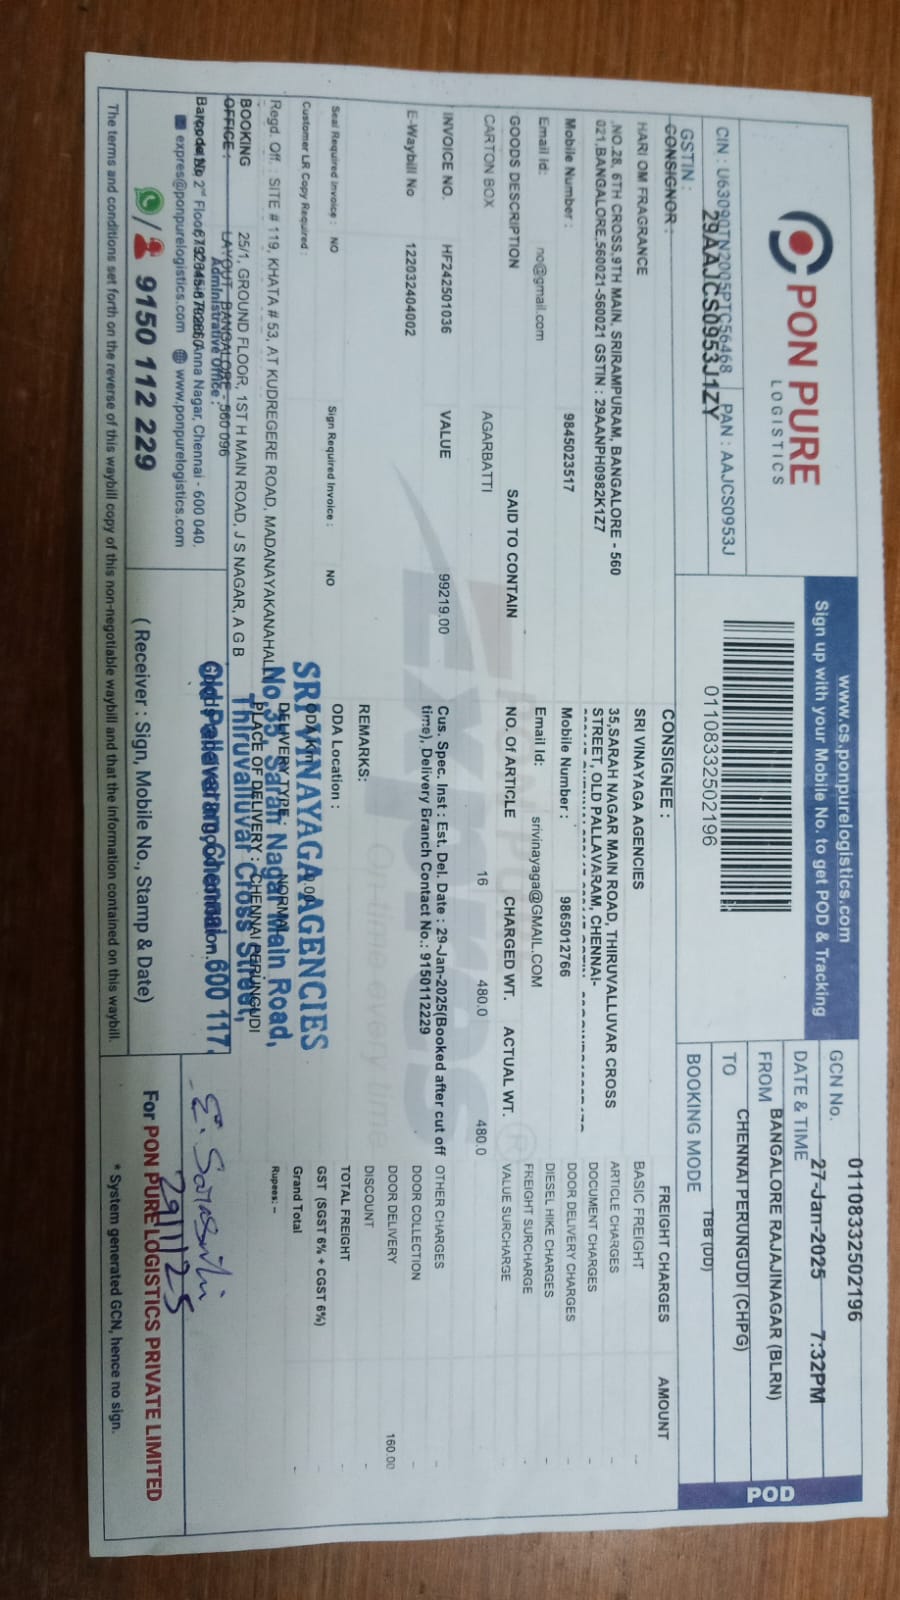 PON PURE
LOGISTICS
CIN : U63090TN2005PTC56468 PAN : AAJCS0953J
GSTIN : 29AAJCS0953J1ZY
www.cs.ponpurelogistics.com
Sign up with your Mobile No. to get POD & Tracking
01108332502196
GCN No. 01108332502196
DATE & TIME 27-Jan-2025 7:32PM
FROM BANGALORE RAJAJINAGAR (BLRN)
TO CHENNAI PERUNGUDI (CHPG)
BOOKING MODE TBB (DD)
POD
CONSIGNOR :
HARI OM FRAGRANCE
.NO.28, 6TH CROSS,9TH MAIN, SRIRAMPURAM, BANGALORE - 560
021,BANGALORE,560021-560021 GSTIN : 29AANPH0982K1Z7
Mobile Number : 9845023517
Email Id: no@gmail.com
CONSIGNEE :
SRI VINAYAGA AGENCIES
35,SARAH NAGAR MAIN ROAD, THIRUVALLUVAR CROSS
STREET, OLD PALLAVARAM, CHENNAI-
Mobile Number : 9865012766
Email Id: srivinayaga@GMAIL.COM
GOODS DESCRIPTION SAID TO CONTAIN NO. OF ARTICLE CHARGED WT. ACTUAL WT.
CARTON BOX AGARBATTI 16 480.0 480.0
INVOICE NO. HF242501036 VALUE 99219.00
E-Waybill No 122032404002
Cus. Spec. Inst : Est. Del. Date : 29-Jan-2025(Booked after cut off
time), Delivery Branch Contact No.: 9150112229
REMARKS:
Seal Required Invoice : NO Sign Required Invoice : NO
ODA Location :
Customer LR Copy Required :
ODA Km
DELIVERY TYPE : NORMAL
PLACE OF DELIVERY : CHENNAI PERUNGUDI
FREIGHT CHARGES AMOUNT
BASIC FREIGHT -
ARTICLE CHARGES -
DOCUMENT CHARGES -
DOOR DELIVERY CHARGES -
DIESEL HIKE CHARGES -
FREIGHT SURCHARGE -
VALUE SURCHARGE
OTHER CHARGES -
DOOR COLLECTION -
DOOR DELIVERY 160.00
DISCOUNT -
TOTAL FREIGHT -
GST (SGST 6% + CGST 6%) -
Grand Total -
Rupees: –
Regd. Off. : SITE # 119, KHATA # 53, AT KUDREGERE ROAD, MADANAYAKANAHAL
BOOKING 25/1, GROUND FLOOR, 1ST H MAIN ROAD, J S NAGAR, A G B
OFFICE : LAYOUT, BANGALORE - 560 096
Administrative Office :
Anna Nagar, Chennai - 600 040.
expres@ponpurelogistics.com www.ponpurelogistics.com
/ 9150 112 229
SRI VINAYAGA AGENCIES
No.35, Sarah Nagar Main Road,
Thiruvalluvar Cross Street,
Old Pallavaram, Chennai - 600 117.
( Receiver : Sign, Mobile No., Stamp & Date)
29/1/25
For PON PURE LOGISTICS PRIVATE LIMITED
The terms and conditions set forth on the reverse of this waybill copy of this non-negotiable waybill and that the information contained on this waybill.
* System generated GCN, hence no sign.
Expres
On-time every time